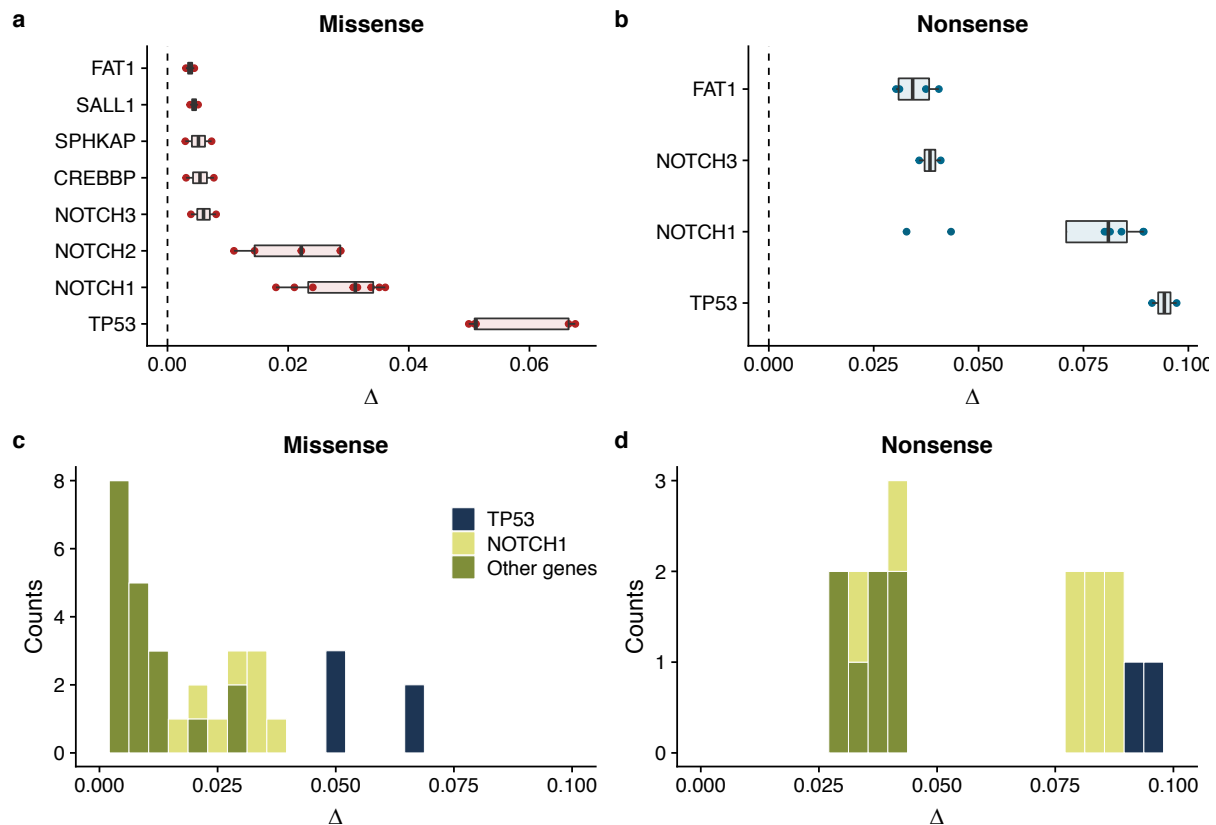 a
Missense
FAT1
SALL1
SPHKAP
CREBBP
NOTCH3
NOTCH2
NOTCH1
TP53
0.00 0.02 0.04 0.06
Δ
b
Nonsense
FAT1
NOTCH3
NOTCH1
TP53
0.000 0.025 0.050 0.075 0.100
Δ
c
Missense
Counts
8
6
4
2
0
TP53
NOTCH1
Other genes
0.000 0.025 0.050 0.075 0.100
Δ
d
Nonsense
Counts
3
2
1
0
0.000 0.025 0.050 0.075 0.100
Δ